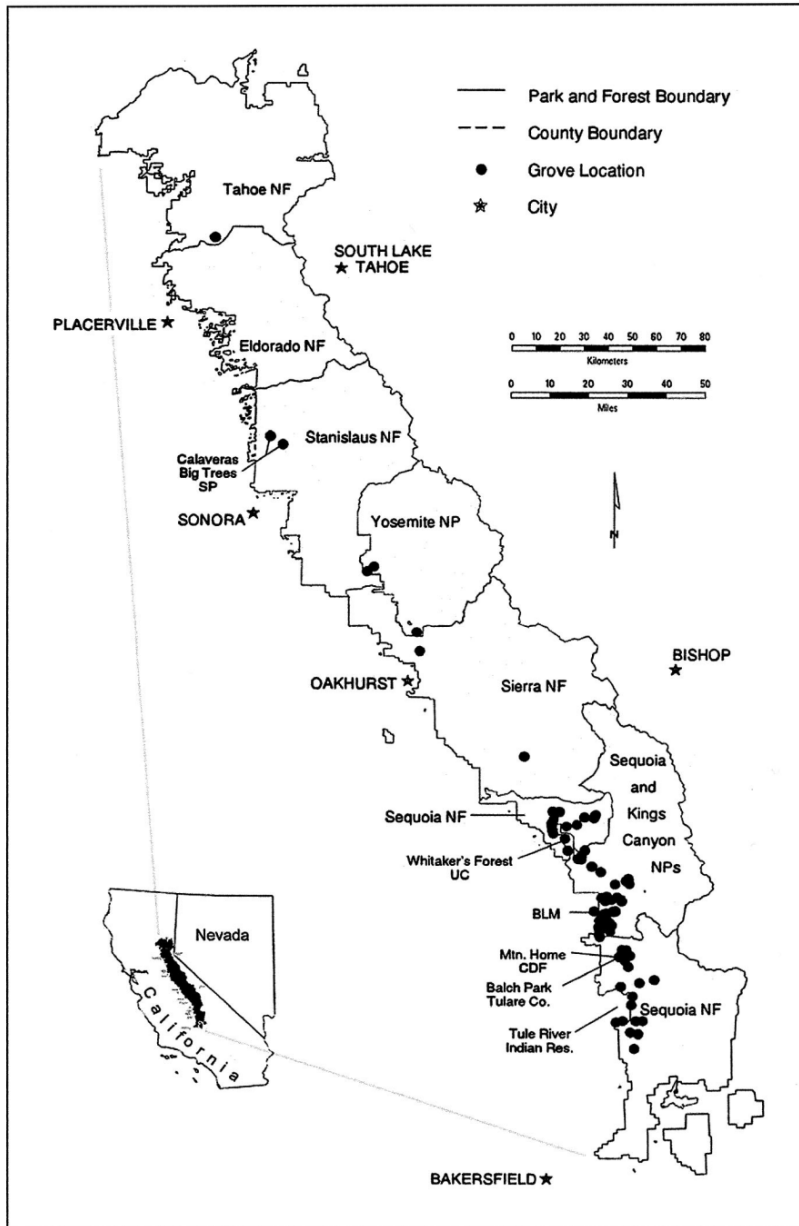 Park and Forest Boundary
County Boundary
Grove Location
City
Tahoe NF
SOUTH LAKE
TAHOE
PLACERVILLE
Eldorado NF
0 10 20 30 40 50 60 70 80
Kilometers
0 10 20 30 40 50
Miles
Stanislaus NF
Calaveras
Big Trees
SP
SONORA
Yosemite NP
N
BISHOP
OAKHURST
Sierra NF
Sequoia
and
Kings
Canyon
NPs
Sequoia NF
Whitaker's Forest
UC
BLM
Mtn. Home
CDF
Balch Park
Tulare Co.
Sequoia NF
Tule River
Indian Res.
Nevada
California
BAKERSFIELD